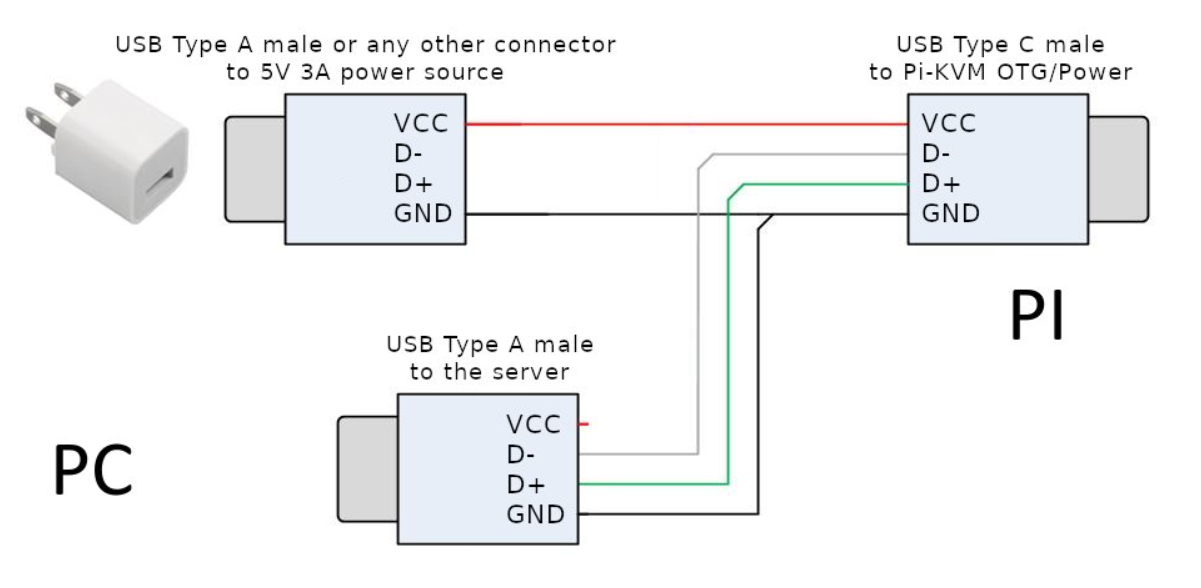 USB Type A male or any other connector
to 5V 3A power source
USB Type C male
to Pi-KVM OTG/Power
VCC
D-
D+
GND
VCC
D-
D+
GND
PI
USB Type A male
to the server
VCC
D-
D+
GND
PC